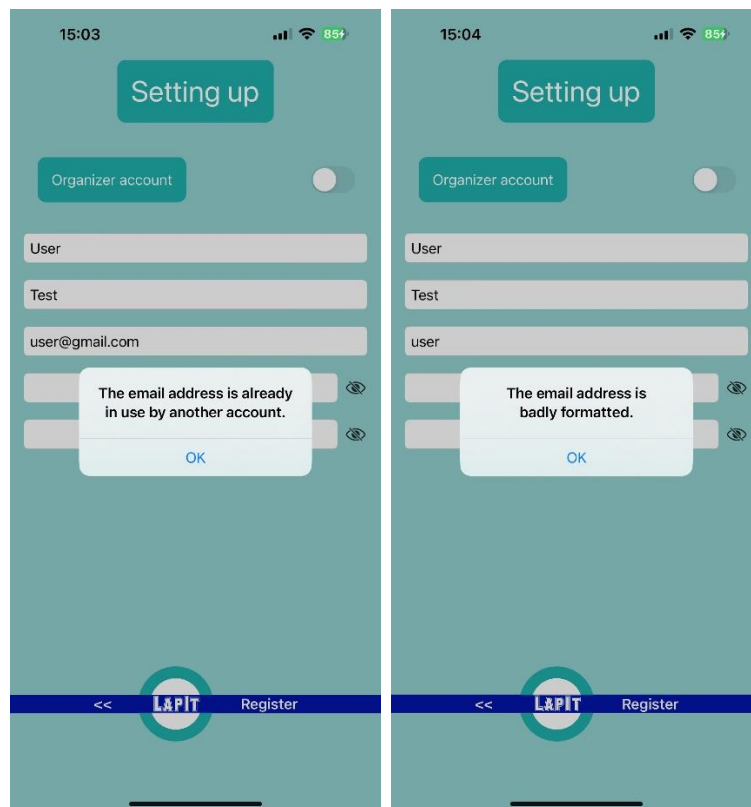 15:03
85
Setting up
Organizer account
User
Test
user@gmail.com
The email address is already
in use by another account.
OK
<<
LAPIT
Register
15:04
85
Setting up
Organizer account
User
Test
user
The email address is
badly formatted.
OK
<<
LAPIT
Register